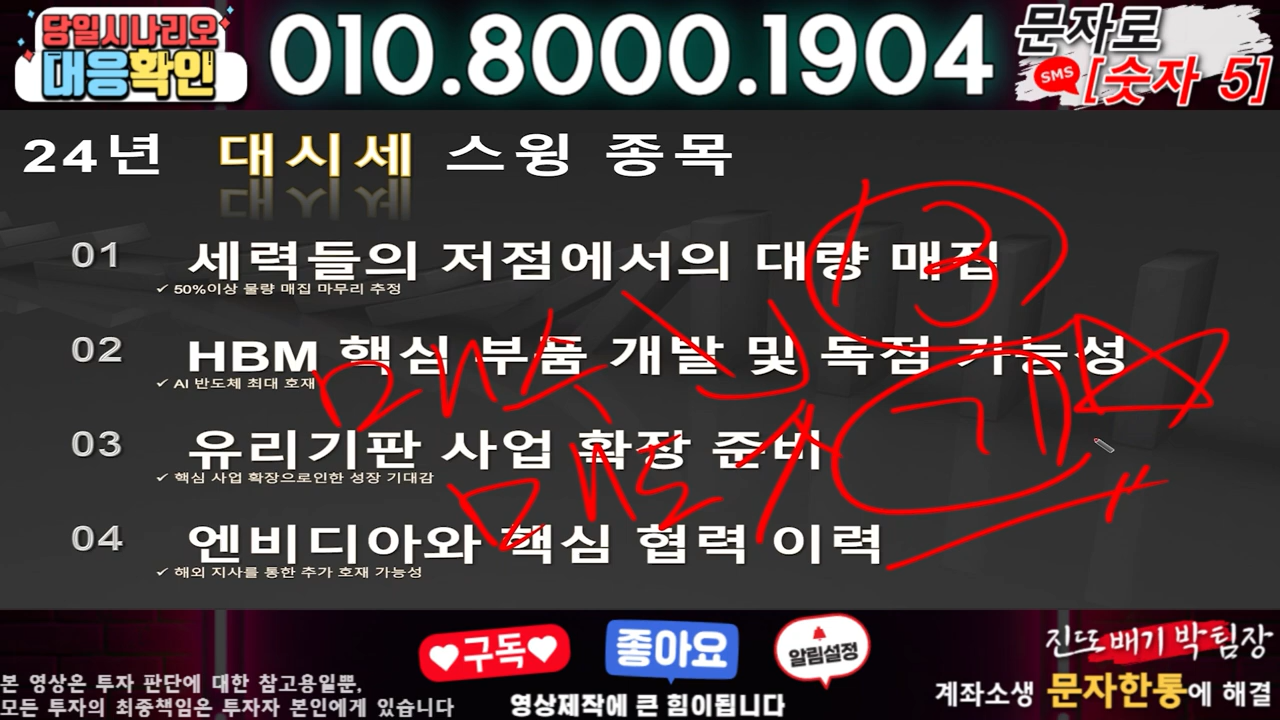 당일시나리오
대응확인
010.8000.1904
문자로
SMS [숫자 5]
24년 대시세 스윙 종목
01 세력들의 저점에서의 대량 매집
✓ 50%이상 물량 매집 마무리 추정
02 HBM 핵심 부품 개발 및 독점 가능성
✓ AI 반도체 최대 호재
03 유리기판 사업 확장 준비
✓ 핵심 사업 확장으로인한 성장 기대감
04 엔비디아와 핵심 협력 이력
✓ 해외 지사를 통한 추가 호재 가능성
3
매수
매도
구독
좋아요
알림설정
영상제작에 큰 힘이됩니다
본 영상은 투자 판단에 대한 참고용일뿐,
모든 투자의 최종책임은 투자자 본인에게 있습니다
진또배기 박팀장
계좌소생 문자한통에 해결